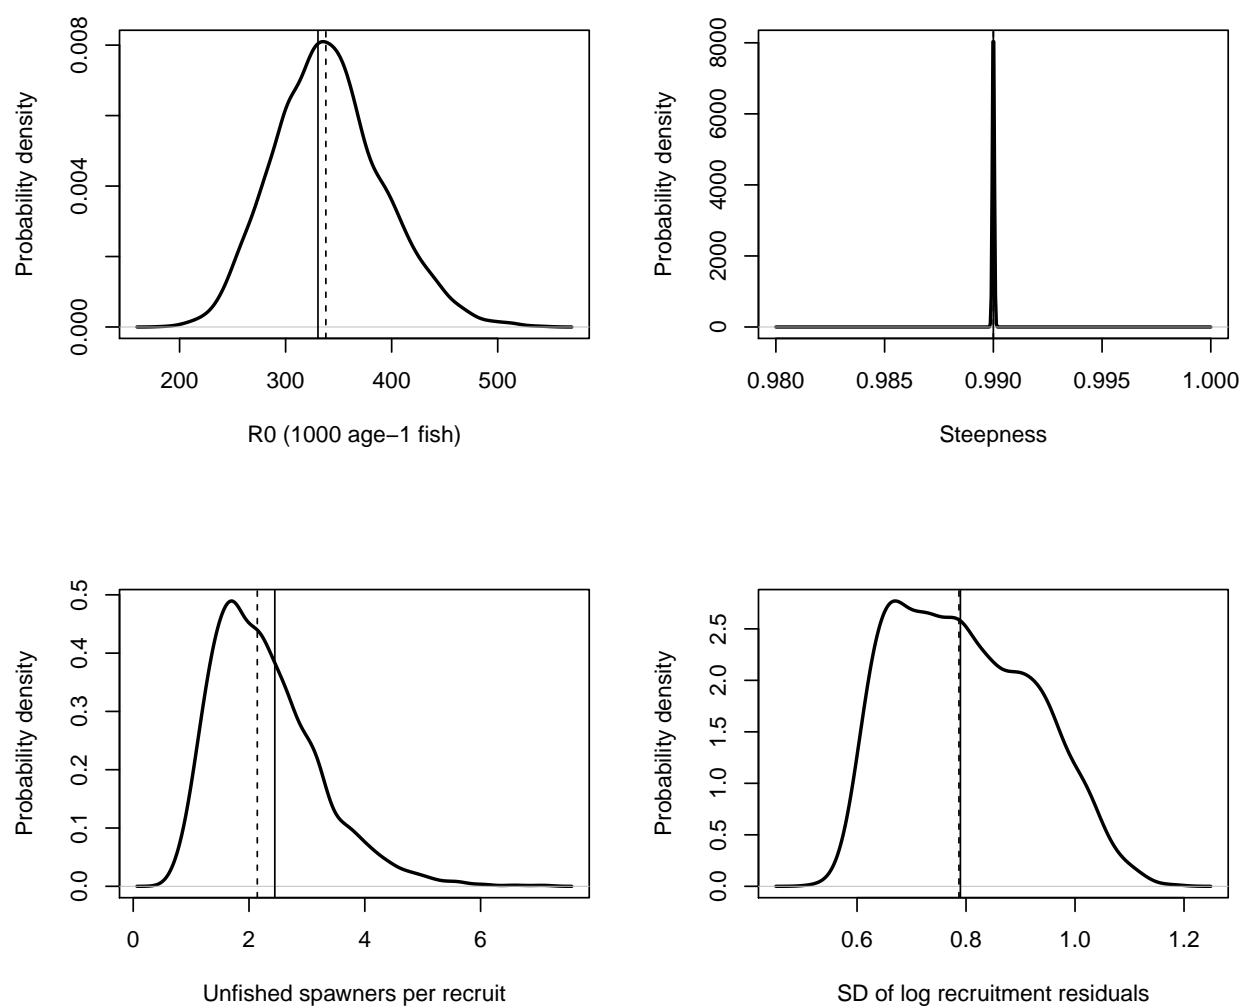 Probability density
0.000
0.004
0.008
200 300 400 500
R0 (1000 age−1 fish)
Probability density
0
2000
4000
6000
8000
0.980 0.985 0.990 0.995 1.000
Steepness
Probability density
0.0
0.1
0.2
0.3
0.4
0.5
0 2 4 6
Unfished spawners per recruit
Probability density
0.0
0.5
1.0
1.5
2.0
2.5
0.6 0.8 1.0 1.2
SD of log recruitment residuals